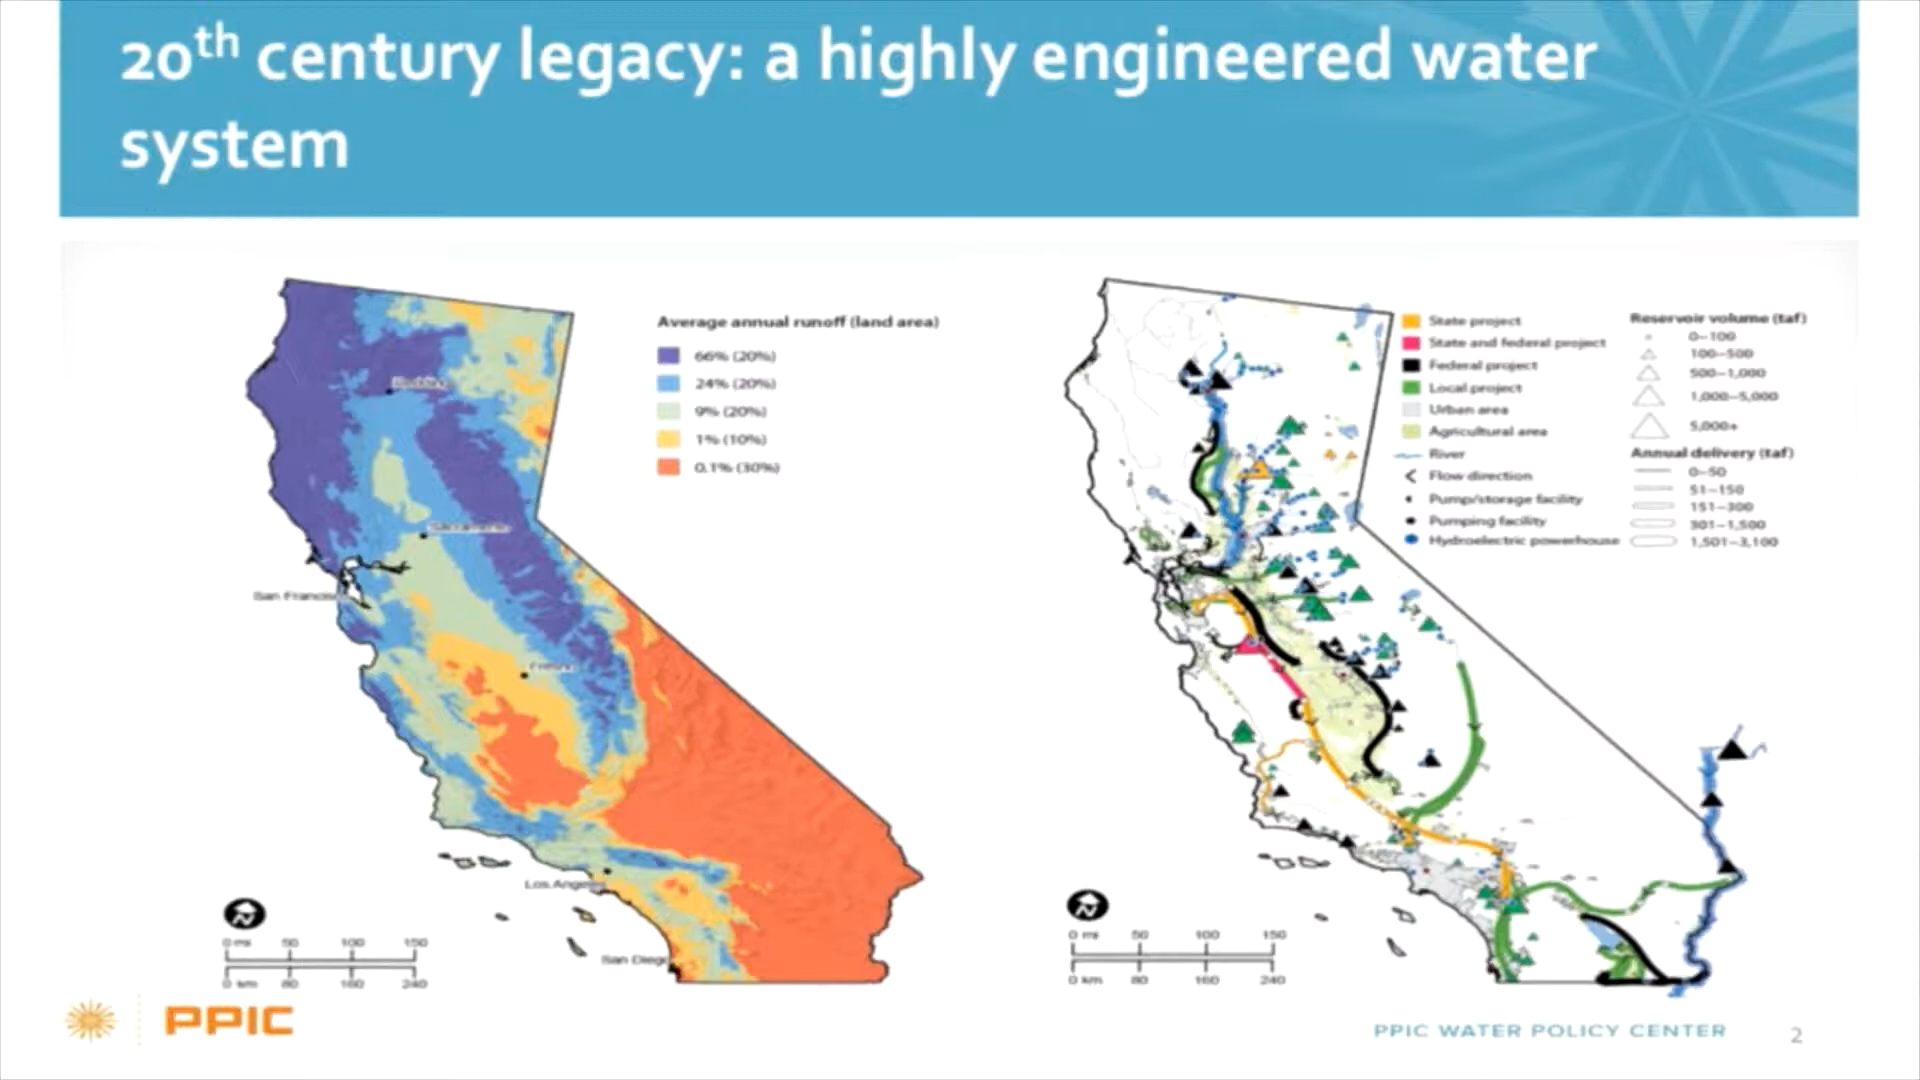 20th century legacy: a highly engineered water
system
Average annual runoff (land area)
66% (20%)
24% (20%)
9% (20%)
1% (10%)
0.1% (30%)
Redding
Sacramento
San Francisco
Fresno
Los Angeles
San Diego
0 mi 50 100 150
0 km 80 160 240
State project
State and federal project
Federal project
Local project
Urban area
Agricultural area
River
Flow direction
Pump/storage facility
Pumping facility
Hydroelectric powerhouse
Reservoir volume (taf)
0–100
100–500
500–1,000
1,000–5,000
5,000+
Annual delivery (taf)
0–50
51–150
151–300
301–1,500
1,501–3,100
0 mi 50 100 150
0 km 80 160 240
PPIC
PPIC WATER POLICY CENTER
2